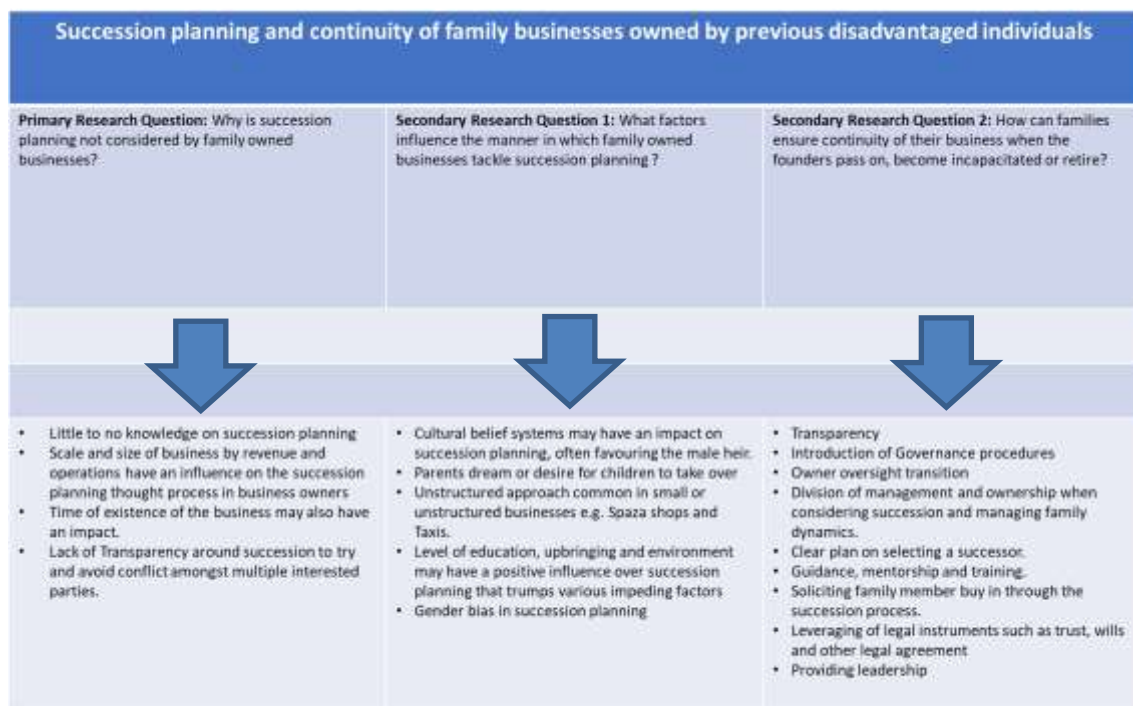 Succession planning and continuity of family businesses owned by previous disadvantaged individuals
Primary Research Question: Why is succession
planning not considered by family owned
businesses?
Secondary Research Question 1: What factors
influence the manner in which family owned
businesses tackle succession planning ?
Secondary Research Question 2: How can families
ensure continuity of their business when the
founders pass on, become incapacitated or retire?
• Little to no knowledge on succession planning
• Scale and size of business by revenue and
operations have an influence on the succession
planning thought process in business owners
• Time of existence of the business may also have
an impact.
• Lack of Transparency around succession to try
and avoid conflict amongst multiple interested
parties.
• Cultural belief systems may have an impact on
succession planning, often favouring the male heir.
• Parents dream or desire for children to take over
• Unstructured approach common in small or
unstructured businesses e.g. Spaza shops and
Taxis.
• Level of education, upbringing and environment
may have a positive influence over succession
planning that trumps various impeding factors
• Gender bias in succession planning
• Transparency
• Introduction of Governance procedures
• Owner oversight transition
• Division of management and ownership when
considering succession and managing family
dynamics.
• Clear plan on selecting a successor.
• Guidance, mentorship and training.
• Soliciting family member buy in through the
succession process.
• Leveraging of legal instruments such as trust, wills
and other legal agreement
• Providing leadership